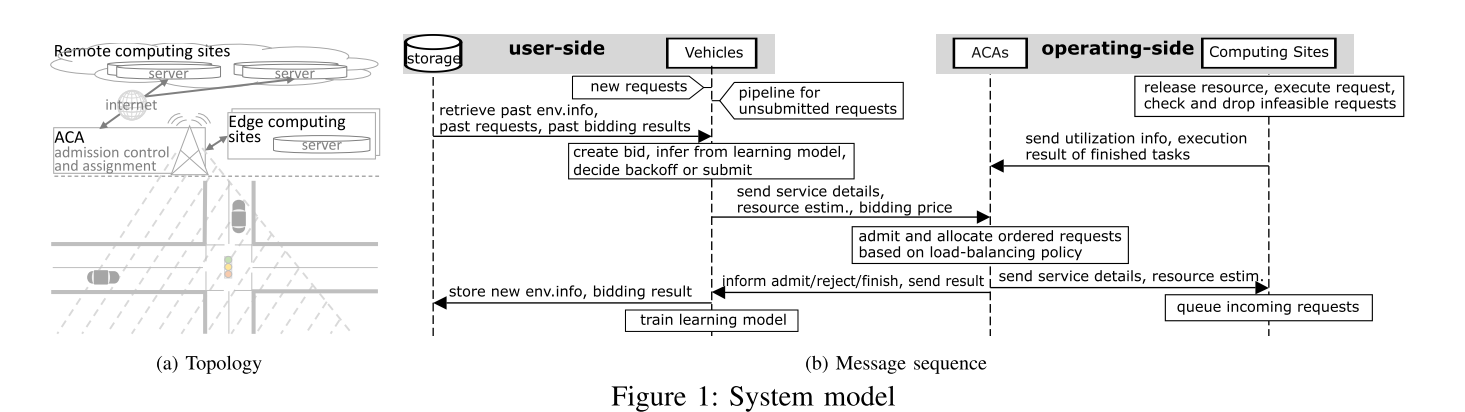 Remote computing sites
server
server
internet
ACA
admission control
and assignment
Edge computing
sites
server
(a) Topology
user-side
operating-side
storage
Vehicles
ACAs
Computing Sites
new requests
pipeline for
unsubmitted requests
release resource, execute request,
check and drop infeasible requests
retrieve past env.info,
past requests, past bidding results
send utilization info, execution
result of finished tasks
create bid, infer from learning model,
decide backoff or submit
send service details,
resource estim., bidding price
admit and allocate ordered requests
based on load-balancing policy
inform admit/reject/finish, send result
send service details, resource estim.
store new env.info, bidding result
queue incoming requests
train learning model
(b) Message sequence
Figure 1: System model